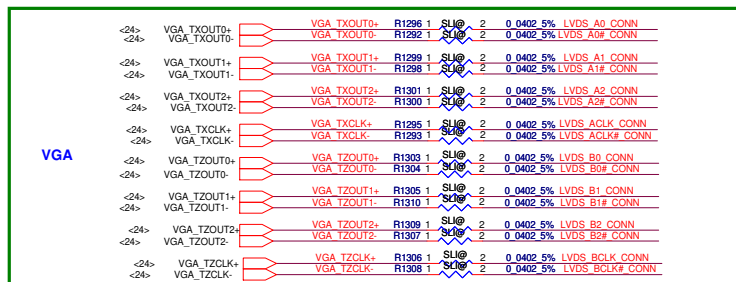 <24> VGA_TXOUT0+ VGA_TXOUT0+ R1296 1 SLI@ 2 0_0402_5% LVDS_A0_CONN
<24> VGA_TXOUT0- VGA_TXOUT0- R1292 1 2 0_0402_5% LVDS_A0#_CONN
<24> VGA_TXOUT1+ VGA_TXOUT1+ R1299 1 SLI@ 2 0_0402_5% LVDS_A1_CONN
<24> VGA_TXOUT1- VGA_TXOUT1- R1298 1 SLI@ 2 0_0402_5% LVDS_A1#_CONN
<24> VGA_TXOUT2+ VGA_TXOUT2+ R1301 1 SLI@ 2 0_0402_5% LVDS_A2_CONN
<24> VGA_TXOUT2- VGA_TXOUT2- R1300 1 SLI@ 2 0_0402_5% LVDS_A2#_CONN
<24> VGA_TXCLK+ VGA_TXCLK+ R1295 1 SLI@ 2 0_0402_5% LVDS_ACLK_CONN
<24> VGA_TXCLK- VGA_TXCLK- R1293 1 SLI@ 2 0_0402_5% LVDS_ACLK#_CONN
VGA
<24> VGA_TZOUT0+ VGA_TZOUT0+ R1303 1 SLI@ 2 0_0402_5% LVDS_B0_CONN
<24> VGA_TZOUT0- VGA_TZOUT0- R1304 1 SLI@ 2 0_0402_5% LVDS_B0#_CONN
<24> VGA_TZOUT1+ VGA_TZOUT1+ R1305 1 SLI@ 2 0_0402_5% LVDS_B1_CONN
<24> VGA_TZOUT1- VGA_TZOUT1- R1310 1 SLI@ 2 0_0402_5% LVDS_B1#_CONN
<24> VGA_TZOUT2+ VGA_TZOUT2+ R1309 1 SLI@ 2 0_0402_5% LVDS_B2_CONN
<24> VGA_TZOUT2- VGA_TZOUT2- R1307 1 SLI@ 2 0_0402_5% LVDS_B2#_CONN
<24> VGA_TZCLK+ VGA_TZCLK+ R1306 1 SLI@ 2 0_0402_5% LVDS_BCLK_CONN
<24> VGA_TZCLK- VGA_TZCLK- R1308 1 SLI@ 2 0_0402_5% LVDS_BCLK#_CONN